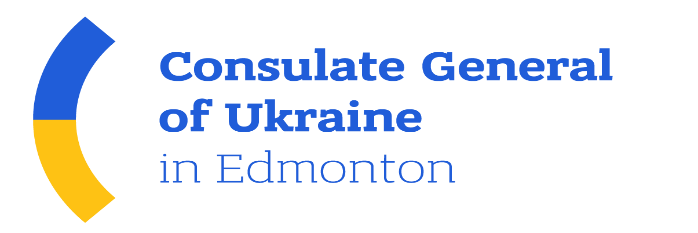 Consulate General
of Ukraine
in Edmonton